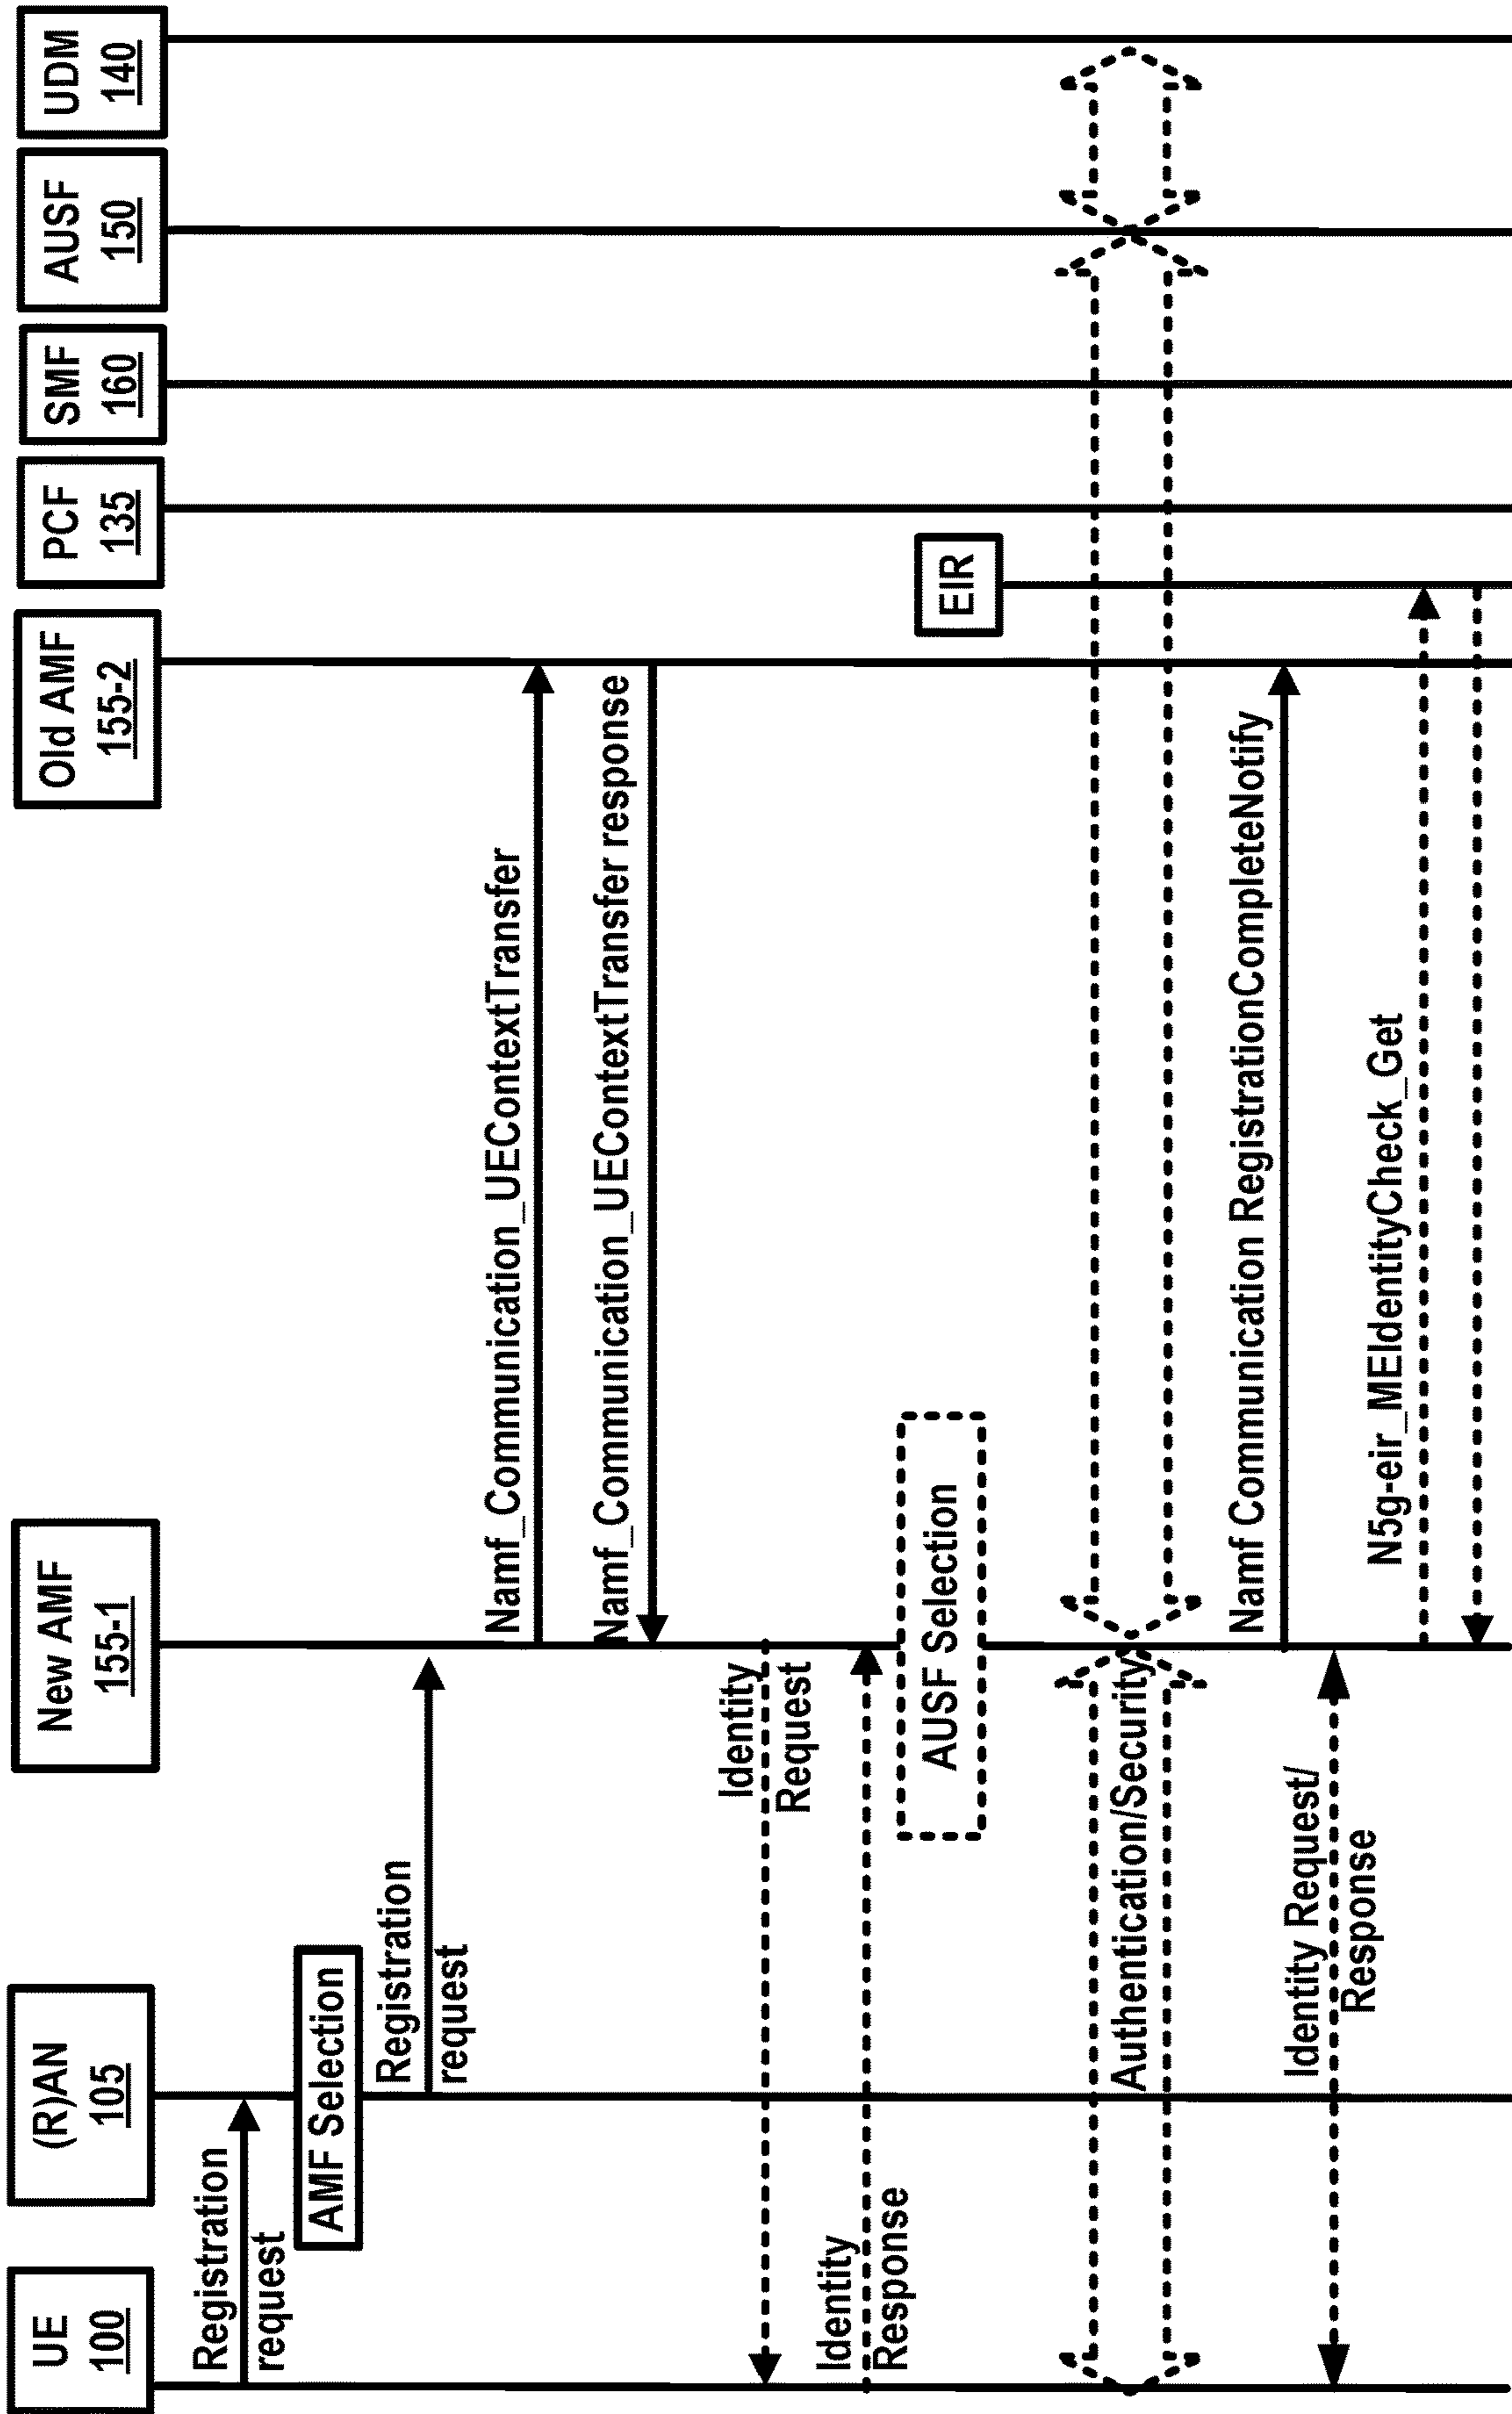 UE
100
(R)AN
105
New AMF
155-1
Old AMF
155-2
PCF
135
SMF
160
AUSF
150
UDM
140
Registration
request
AMF Selection
Registration
request
Namf_Communication_UEContextTransfer
Namf_Communication_UEContextTransfer response
Identity
Request
Identity
Response
AUSF Selection
EIR
Authentication/Security
Namf Communication RegistrationCompleteNotify
Identity Request/
Response
N5g-eir_MEIdentityCheck_Get